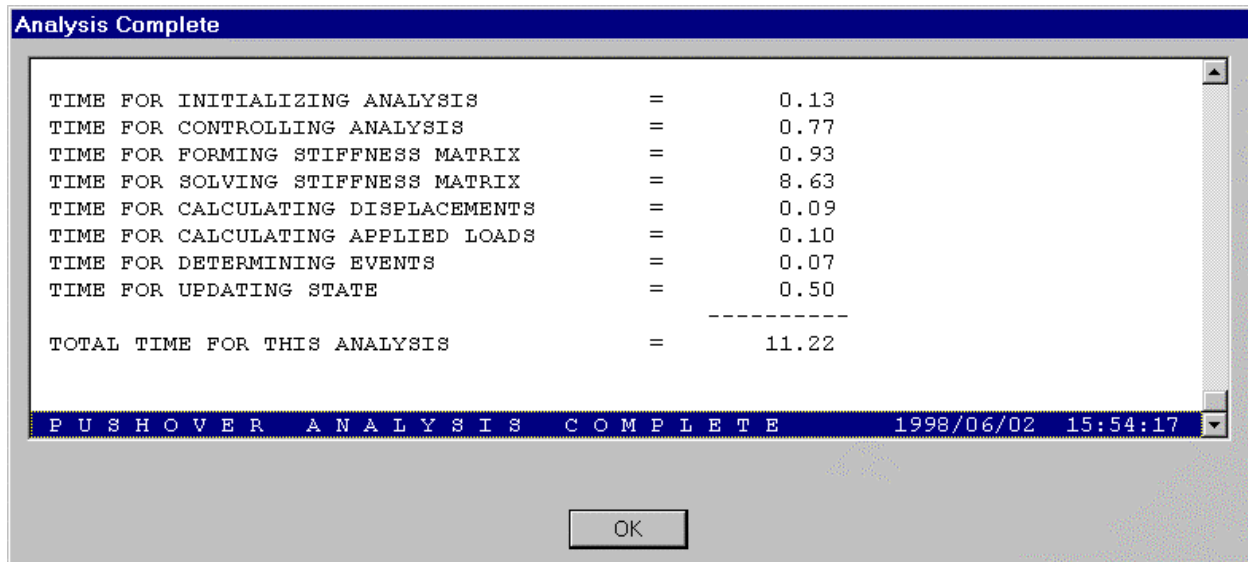 Analysis Complete
TIME FOR INITIALIZING ANALYSIS = 0.13
TIME FOR CONTROLLING ANALYSIS = 0.77
TIME FOR FORMING STIFFNESS MATRIX = 0.93
TIME FOR SOLVING STIFFNESS MATRIX = 8.63
TIME FOR CALCULATING DISPLACEMENTS = 0.09
TIME FOR CALCULATING APPLIED LOADS = 0.10
TIME FOR DETERMINING EVENTS = 0.07
TIME FOR UPDATING STATE = 0.50
----------
TOTAL TIME FOR THIS ANALYSIS = 11.22
P U S H O V E R   A N A L Y S I S   C O M P L E T E   1998/06/02 15:54:17
OK